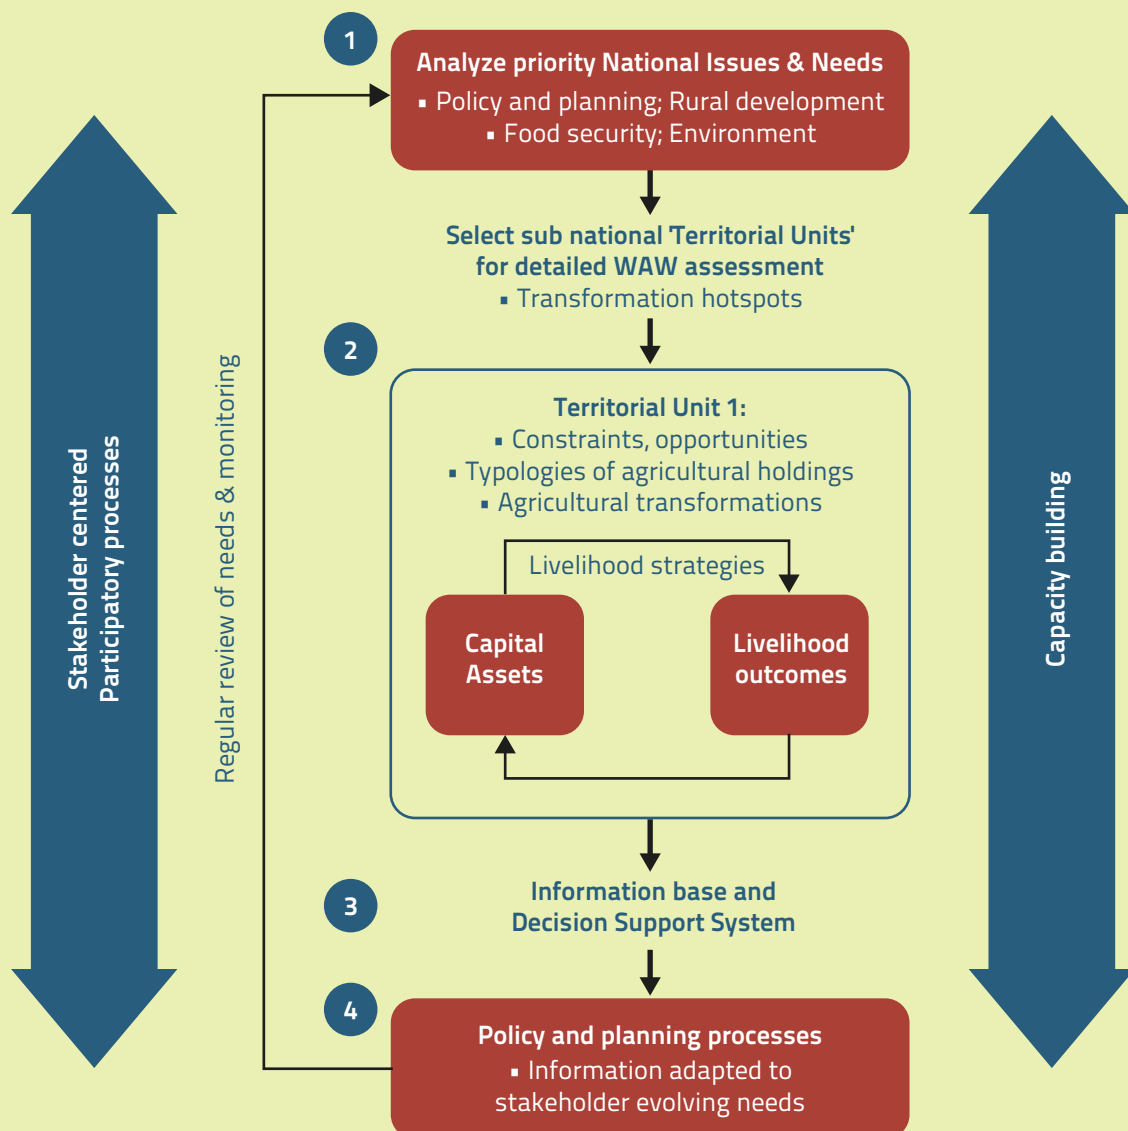 1
Analyze priority National Issues & Needs
▪ Policy and planning; Rural development
▪ Food security; Environment
Select sub national 'Territorial Units'
for detailed WAW assessment
▪ Transformation hotspots
2
Territorial Unit 1:
▪ Constraints, opportunities
▪ Typologies of agricultural holdings
▪ Agricultural transformations
Livelihood strategies
Capital
Assets
Livelihood
outcomes
3
Information base and
Decision Support System
4
Policy and planning processes
▪ Information adapted to
stakeholder evolving needs
Stakeholder centered
Participatory processes
Regular review of needs & monitoring
Capacity building